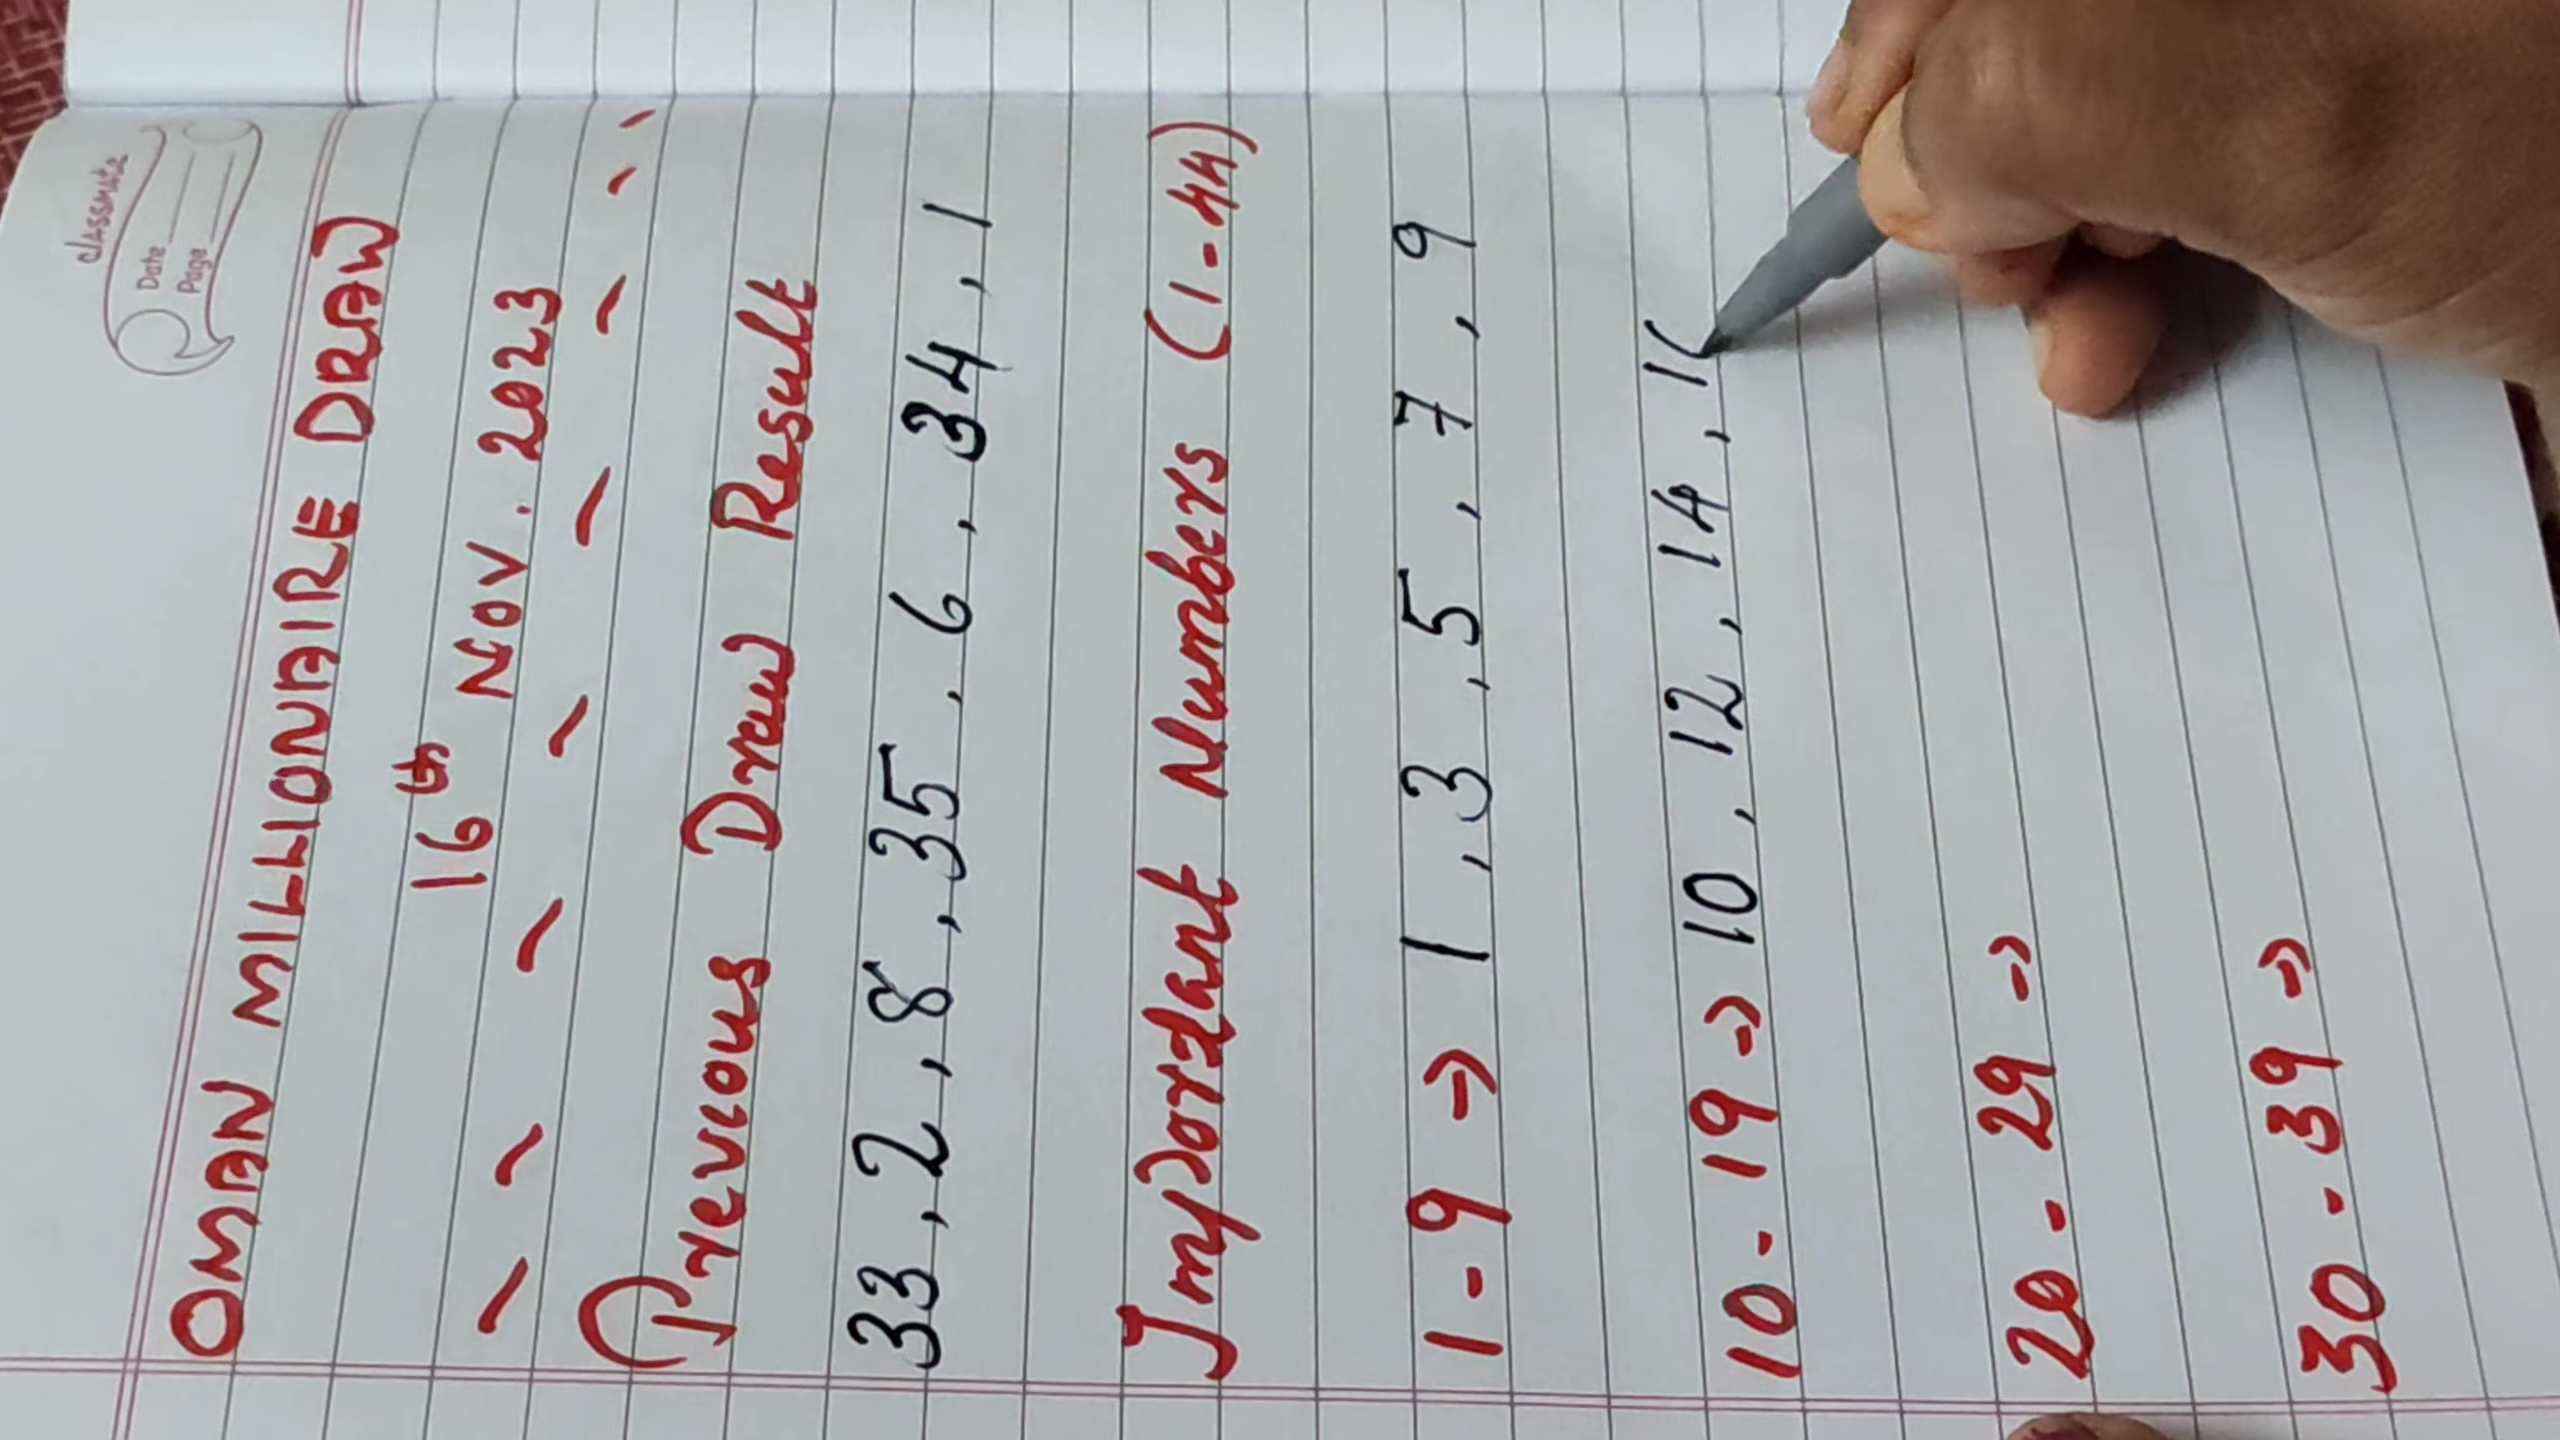 classmate
Date
Page
OMAN MILLIONAIRE DRAW
16th NOV. 2023
Previous Draw Result
33, 2, 8, 35, 6, 34, 1
Important Numbers (1-44)
1-9 → 1, 3, 5, 7, 9
10-19 → 10, 12, 14, 1
20-29 →
30-39 →